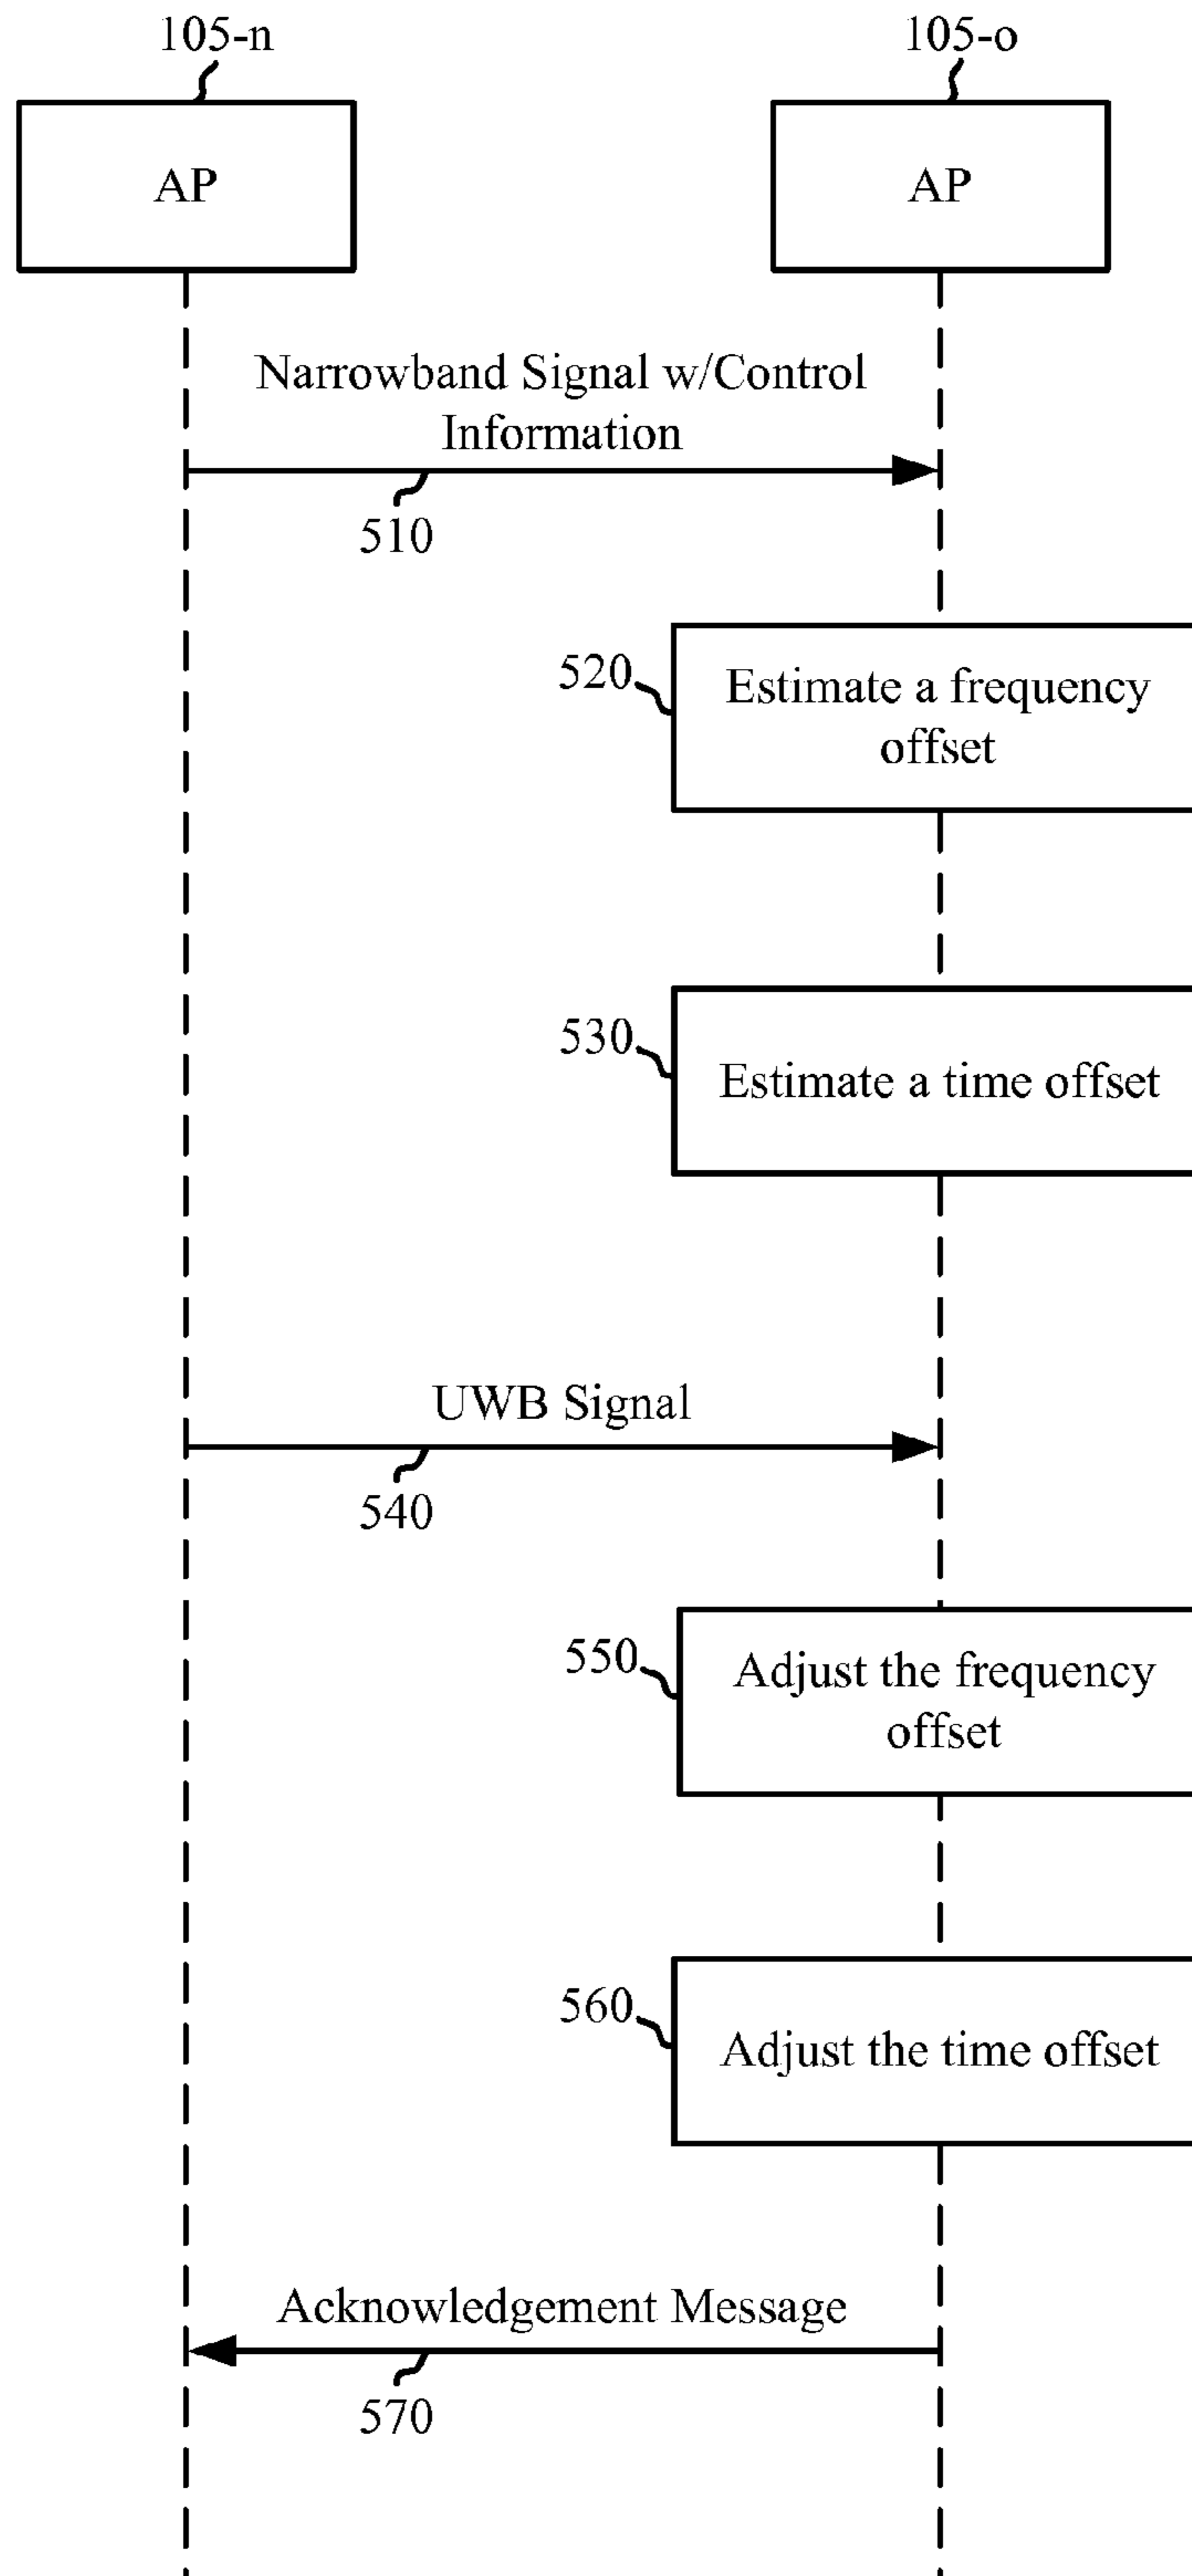 105-n
105-o
AP
AP
Narrowband Signal w/Control
Information
510
520
Estimate a frequency
offset
530
Estimate a time offset
UWB Signal
540
550
Adjust the frequency
offset
560
Adjust the time offset
Acknowledgement Message
570